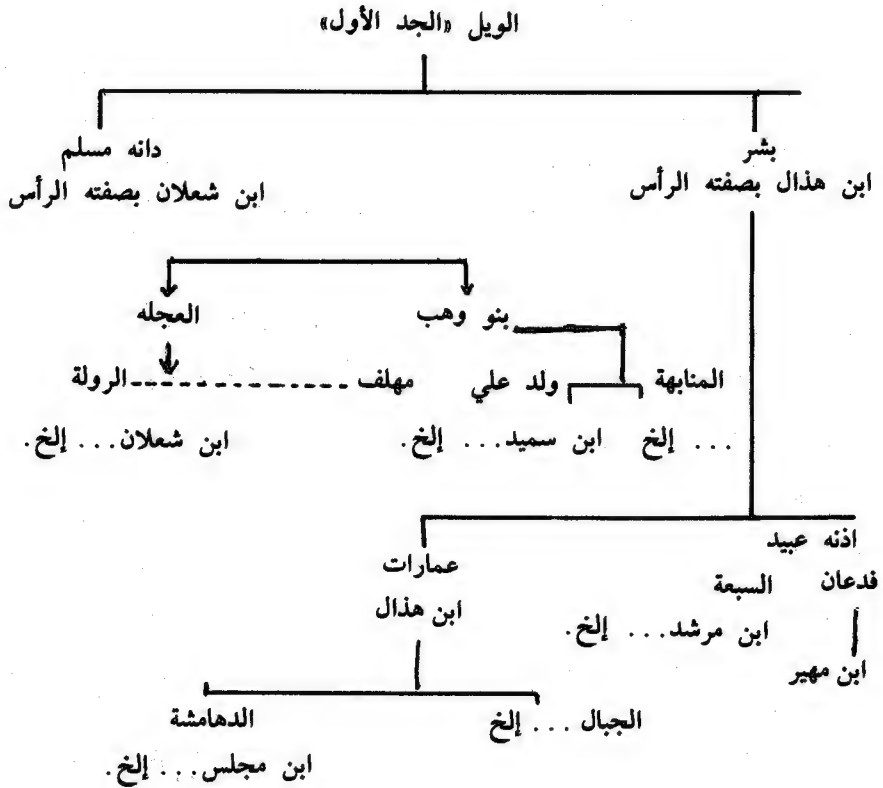 الويل «الجد الأول»
بشر
ابن هذال بصفته الرأس
دانه مسلم
ابن شعلان بصفته الرأس
بنو وهب
العجله
المنابهة
ولد علي
مهلف
الرولة
... إلخ
ابن سميد... إلخ.
ابن شعلان... إلخ.
اذنه عبيد
فدعان
السبعة
ابن مهير
ابن مرشد... إلخ.
عمارات
ابن هذال
الجبال... إلخ
الدهامشة
ابن مجلس... إلخ.